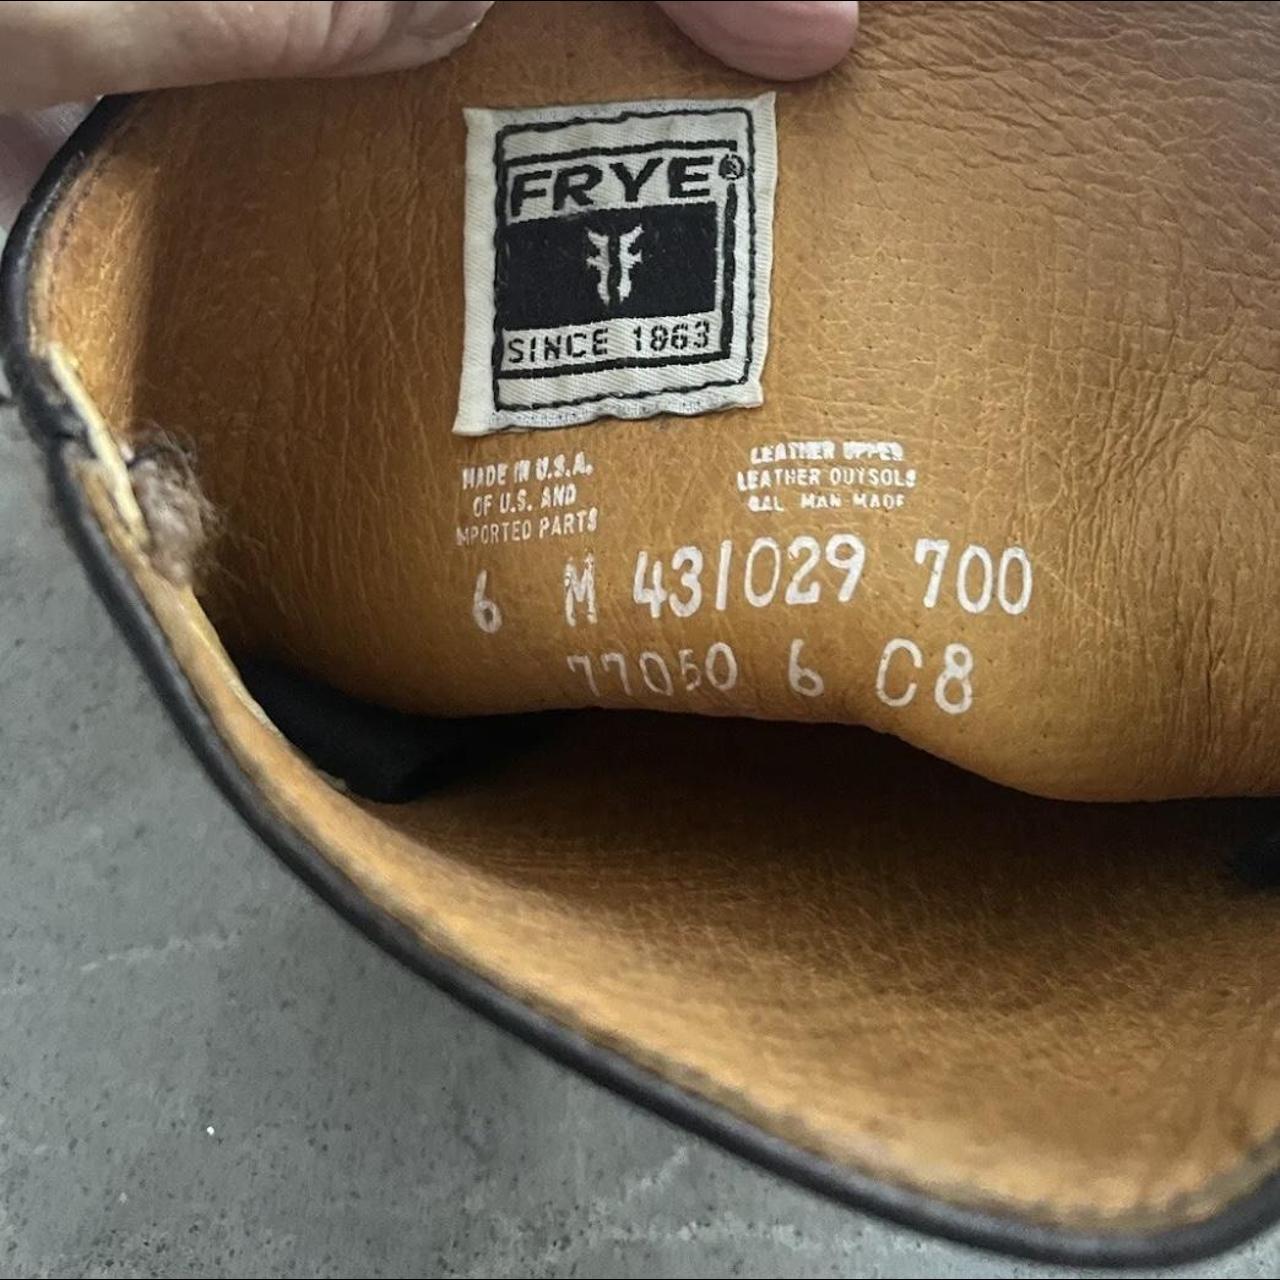 FRYE®
SINCE 1863
MADE IN U.S.A.
OF U.S. AND
IMPORTED PARTS
LEATHER UPPER
LEATHER OUTSOLE
BAL MAN MADE
6 M 431029 700
77050 6 C8